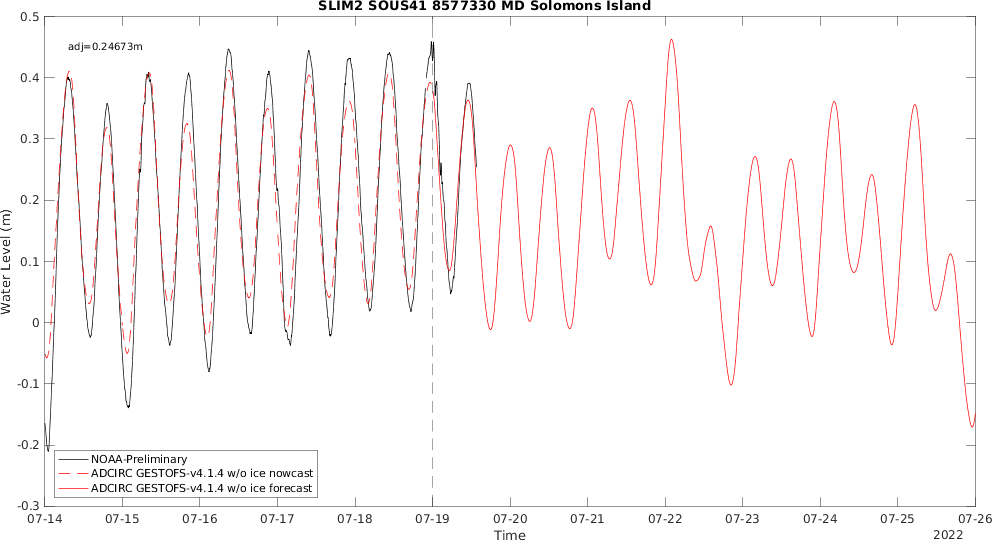 SLIM2 SOUS41 8577330 MD Solomons Island
adj=0.24673m
0.5
0.4
0.3
0.2
0.1
0
-0.1
-0.2
-0.3
Water Level (m)
NOAA-Preliminary
ADCIRC GESTOFS-v4.1.4 w/o ice nowcast
ADCIRC GESTOFS-v4.1.4 w/o ice forecast
07-14 07-15 07-16 07-17 07-18 07-19 07-20 07-21 07-22 07-23 07-24 07-25 07-26
Time
2022